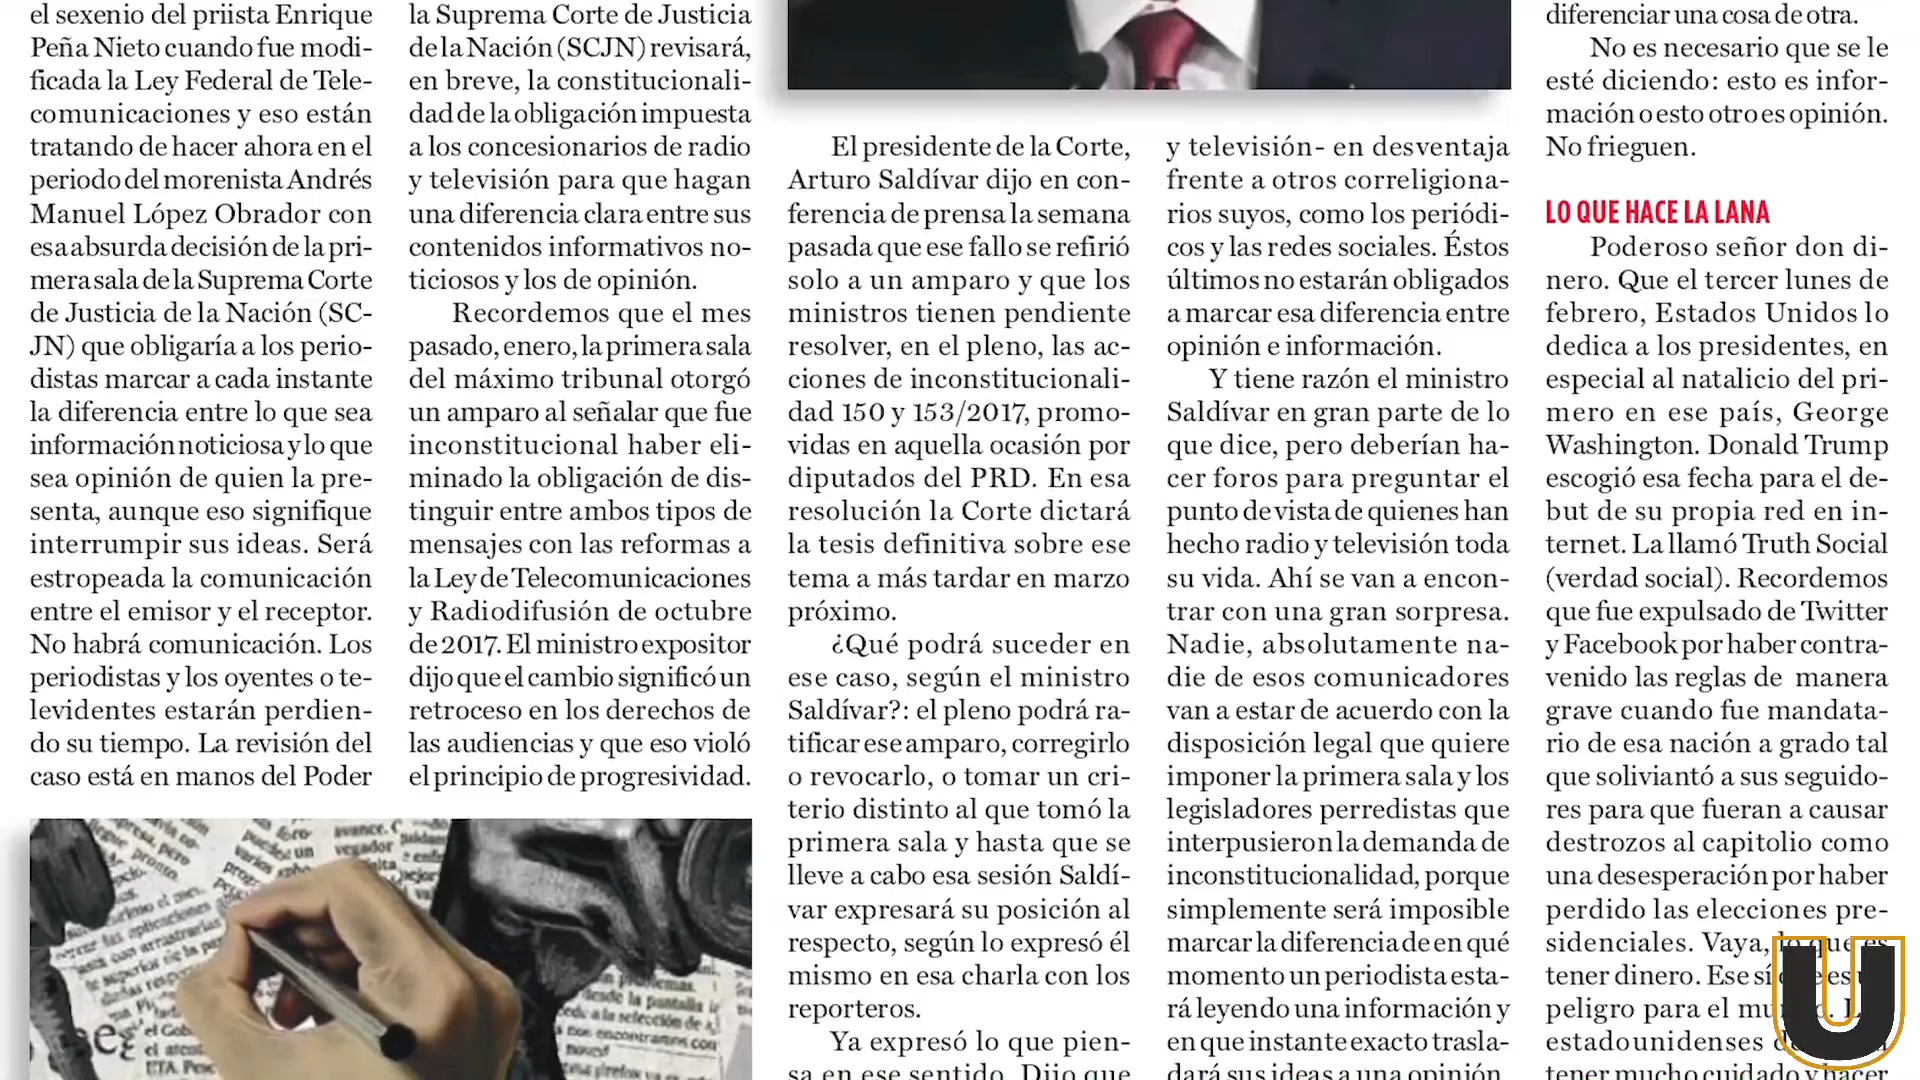 el sexenio del priista Enrique
Peña Nieto cuando fue modi-
ficada la Ley Federal de Tele-
comunicaciones y eso están
tratando de hacer ahora en el
periodo del morenista Andrés
Manuel López Obrador con
esa absurda decisión de la pri-
mera sala de la Suprema Corte
de Justicia de la Nación (SC-
JN) que obligaría a los perio-
distas marcar a cada instante
la diferencia entre lo que sea
información noticiosa y lo que
sea opinión de quien la pre-
senta, aunque eso signifique
interrumpir sus ideas. Será
estropeada la comunicación
entre el emisor y el receptor.
No habrá comunicación. Los
periodistas y los oyentes o te-
levidentes estarán perdien-
do su tiempo. La revisión del
caso está en manos del Poder
la Suprema Corte de Justicia
de la Nación (SCJN) revisará,
en breve, la constitucionali-
dad de la obligación impuesta
a los concesionarios de radio
y televisión para que hagan
una diferencia clara entre sus
contenidos informativos no-
ticiosos y los de opinión.
Recordemos que el mes
pasado, enero, la primera sala
del máximo tribunal otorgó
un amparo al señalar que fue
inconstitucional haber eli-
minado la obligación de dis-
tinguir entre ambos tipos de
mensajes con las reformas a
la Ley de Telecomunicaciones
y Radiodifusión de octubre
de 2017. El ministro expositor
dijo que el cambio significó un
retroceso en los derechos de
las audiencias y que eso violó
el principio de progresividad.
El presidente de la Corte,
Arturo Saldívar dijo en con-
ferencia de prensa la semana
pasada que ese fallo se refirió
solo a un amparo y que los
ministros tienen pendiente
resolver, en el pleno, las ac-
ciones de inconstitucionali-
dad 150 y 153/2017, promo-
vidas en aquella ocasión por
diputados del PRD. En esa
resolución la Corte dictará
la tesis definitiva sobre ese
tema a más tardar en marzo
próximo.
¿Qué podrá suceder en
ese caso, según el ministro
Saldívar?: el pleno podrá ra-
tificar ese amparo, corregirlo
o revocarlo, o tomar un cri-
terio distinto al que tomó la
primera sala y hasta que se
lleve a cabo esa sesión Saldí-
var expresará su posición al
respecto, según lo expresó él
mismo en esa charla con los
reporteros.
Ya expresó lo que pien-
sa en ese sentido. Dijo que
y televisión- en desventaja
frente a otros correligiona-
rios suyos, como los periódi-
cos y las redes sociales. Éstos
últimos no estarán obligados
a marcar esa diferencia entre
opinión e información.
Y tiene razón el ministro
Saldívar en gran parte de lo
que dice, pero deberían ha-
cer foros para preguntar el
punto de vista de quienes han
hecho radio y televisión toda
su vida. Ahí se van a encon-
trar con una gran sorpresa.
Nadie, absolutamente na-
die de esos comunicadores
van a estar de acuerdo con la
disposición legal que quiere
imponer la primera sala y los
legisladores perredistas que
interpusieron la demanda de
inconstitucionalidad, porque
simplemente será imposible
marcar la diferencia de en qué
momento un periodista esta-
rá leyendo una información y
en que instante exacto trasla-
dará sus ideas a una opinión.
diferenciar una cosa de otra.
No es necesario que se le
esté diciendo: esto es infor-
mación o esto otro es opinión.
No frieguen.
LO QUE HACE LA LANA
Poderoso señor don di-
nero. Que el tercer lunes de
febrero, Estados Unidos lo
dedica a los presidentes, en
especial al natalicio del pri-
mero en ese país, George
Washington. Donald Trump
escogió esa fecha para el de-
but de su propia red en in-
ternet. La llamó Truth Social
(verdad social). Recordemos
que fue expulsado de Twitter
y Facebook por haber contra-
venido las reglas de manera
grave cuando fue mandata-
rio de esa nación a grado tal
que soliviantó a sus seguido-
res para que fueran a causar
destrozos al capitolio como
una desesperación por haber
perdido las elecciones pre-
sidenciales. Vaya, lo que es
tener dinero. Ese sí
peligro para el
estadounidenses
tener mucho cuidado y hacer
U